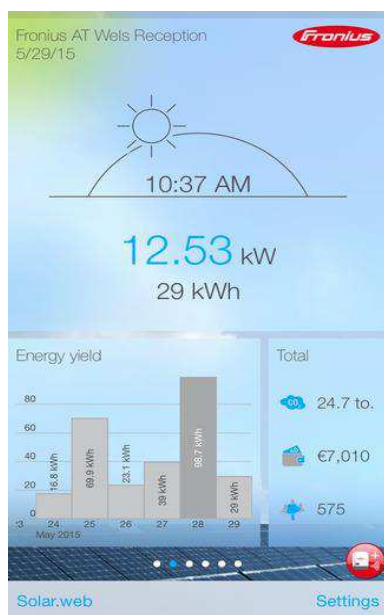 Fronius AT Wels Reception
5/29/15
Fronius
10:37 AM
12.53 kW
29 kWh
Energy yield
80
60
40
20
0
16.8 kWh
69.9 kWh
23.1 kWh
39 kWh
98.7 kWh
29 kWh
23 24 25 26 27 28 29
May 2015
Total
CO₂ 24.7 to.
€7,010
575
Solar.web
Settings